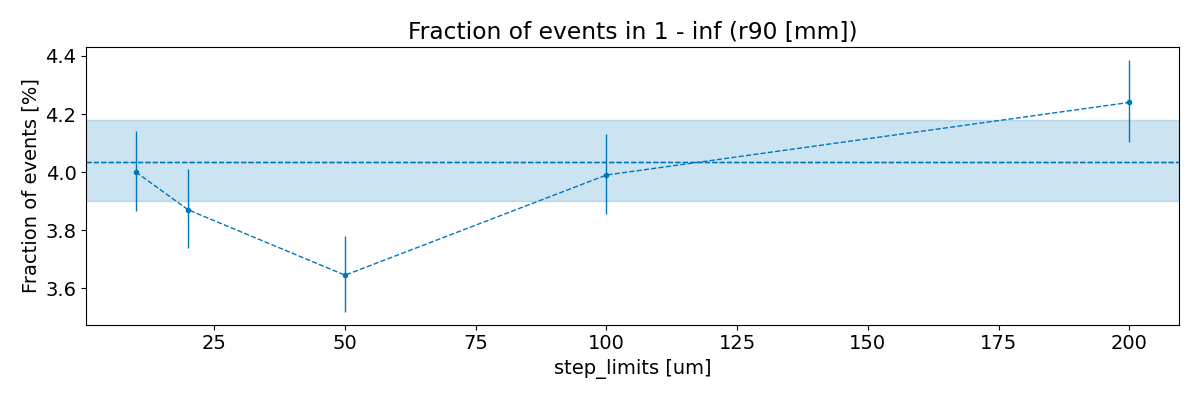 Fraction of events in 1 - inf (r90 [mm])
Fraction of events [%]
4.4
4.2
4.0
3.8
3.6
25 50 75 100 125 150 175 200
step_limits [um]